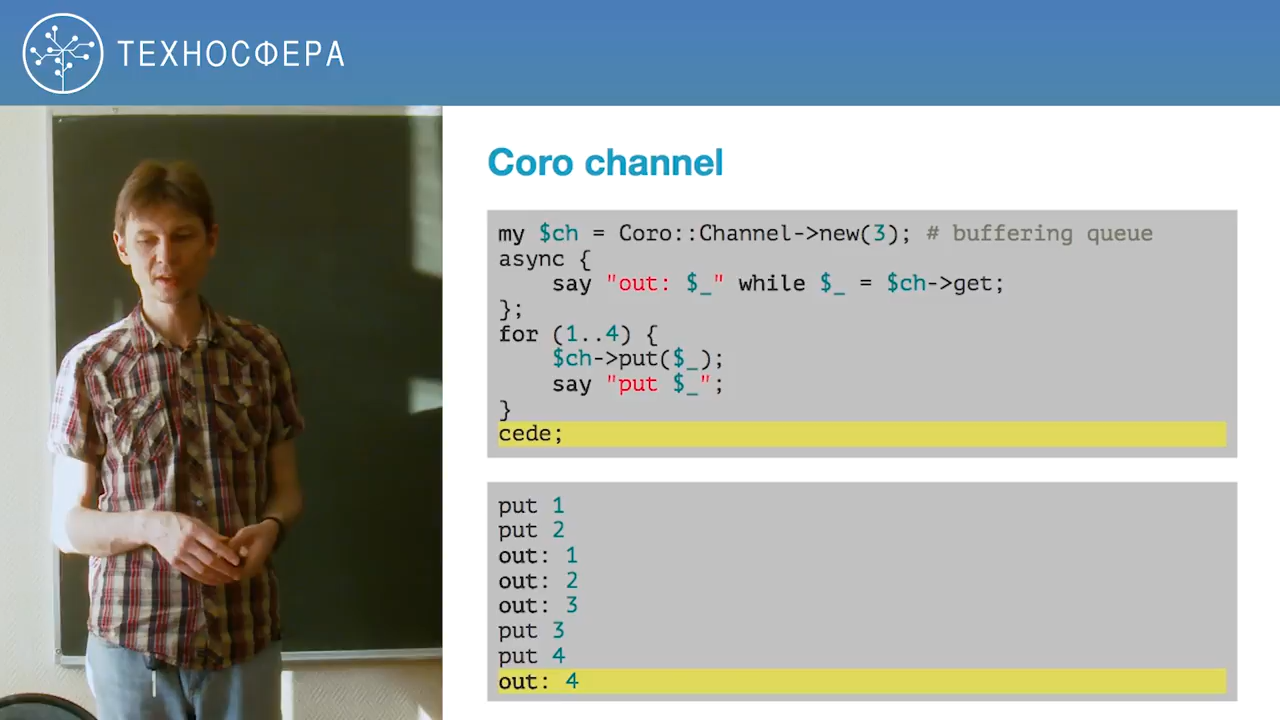 ТЕХНОСФЕРА
Coro channel
my $ch = Coro::Channel->new(3); # buffering queue
async {
    say "out: $_" while $_ = $ch->get;
};
for (1..4) {
    $ch->put($_);
    say "put $_";
}
cede;
put 1
put 2
out: 1
out: 2
out: 3
put 3
put 4
out: 4